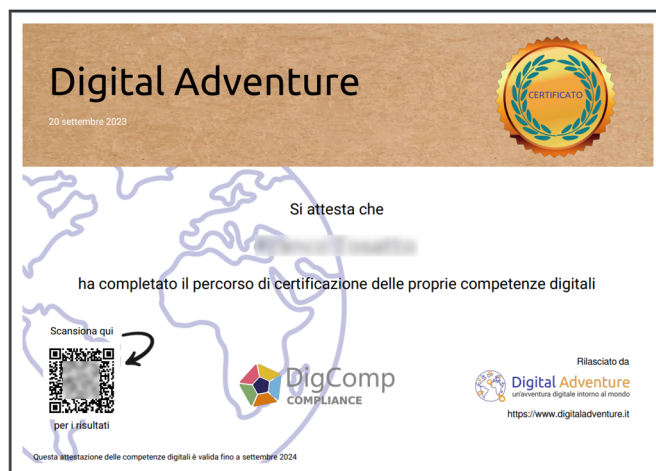 Digital Adventure
20 settembre 2023
CERTIFICATO
Si attesta che
ha completato il percorso di certificazione delle proprie competenze digitali
Scansiona qui
per i risultati
DigComp
COMPLIANCE
Rilasciato da
Digital Adventure
un'avventura digitale intorno al mondo
https://www.digitaladventure.it
Questa attestazione delle competenze digitali è valida fino a settembre 2024